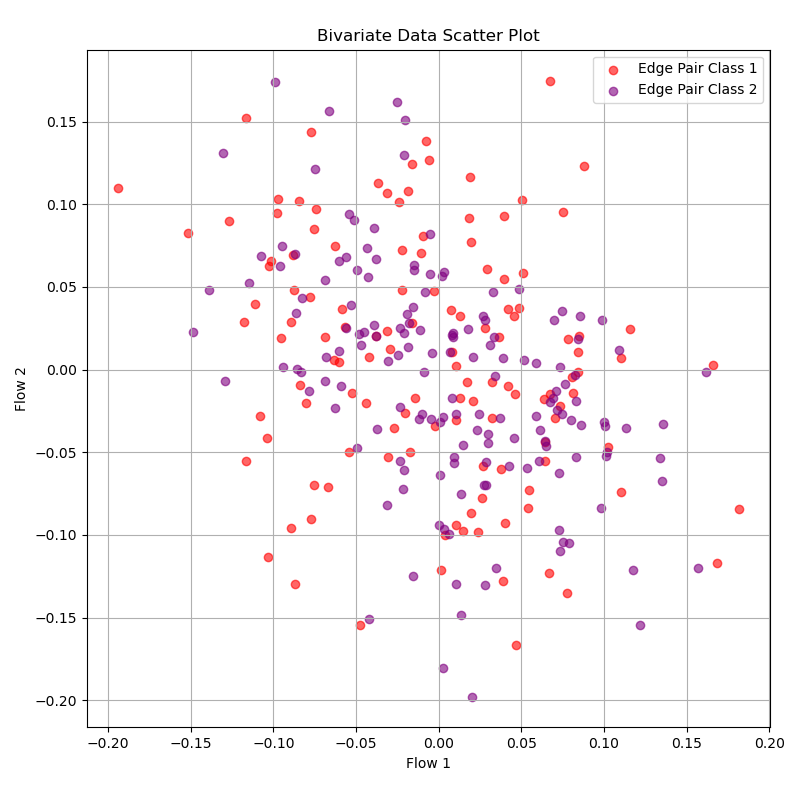 Bivariate Data Scatter Plot
Edge Pair Class 1
Edge Pair Class 2
0.15
0.10
0.05
0.00
−0.05
−0.10
−0.15
−0.20
Flow 2
−0.20 −0.15 −0.10 −0.05 0.00 0.05 0.10 0.15 0.20
Flow 1